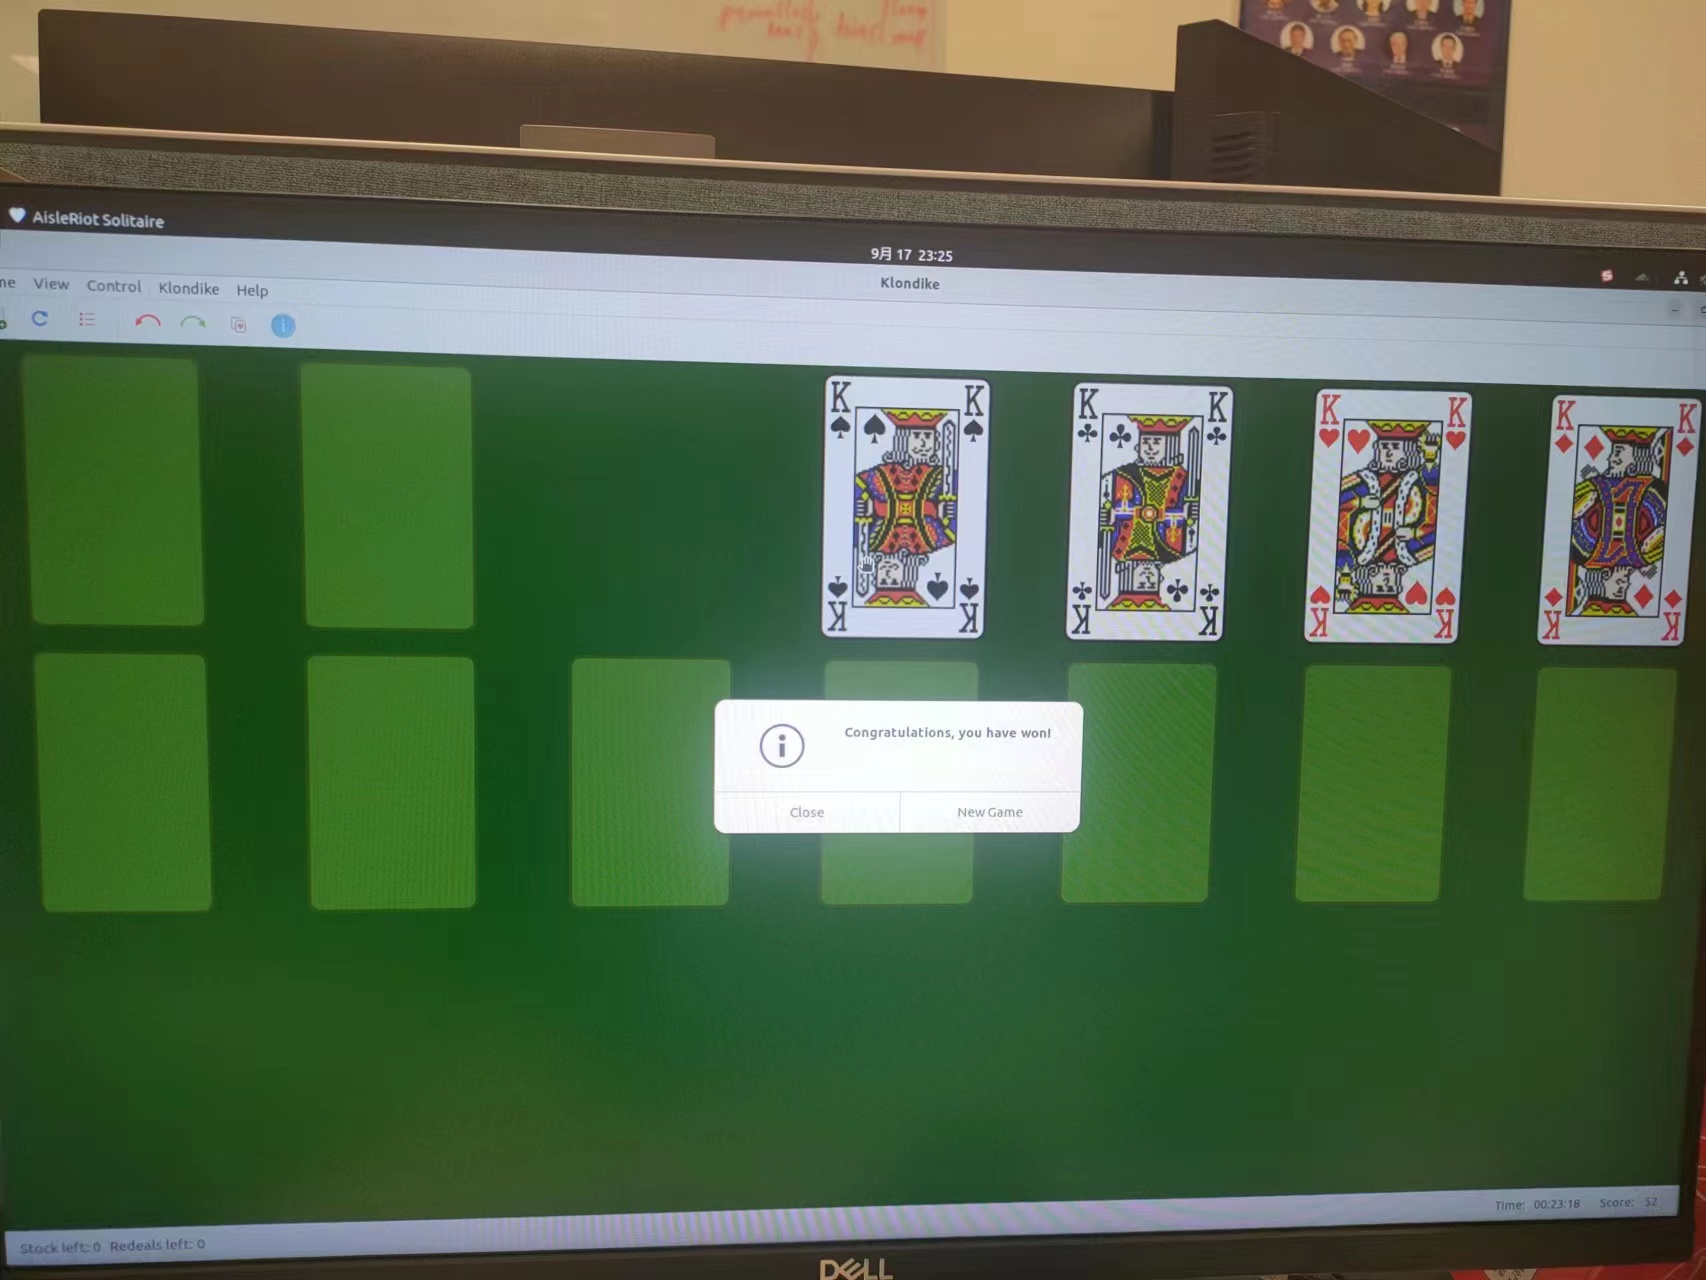 AisleRiot Solitaire
9月 17 23:25
Klondike
View Control Klondike Help
K K K K K K K K
Congratulations, you have won!
Close New Game
K K K K K K K K
Time: 00:23:18 Score: 52
Stock left: 0 Redeals left: 0
DELL